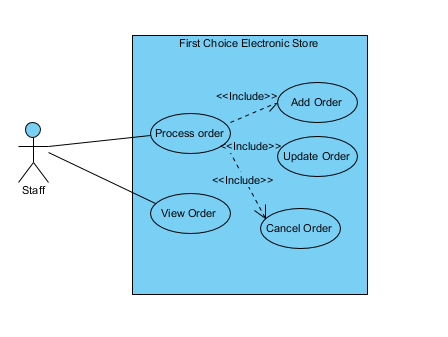 First Choice Electronic Store
<<Include>>
Add Order
Process order
<<Include>>
Update Order
<<Include>>
Staff
View Order
Cancel Order